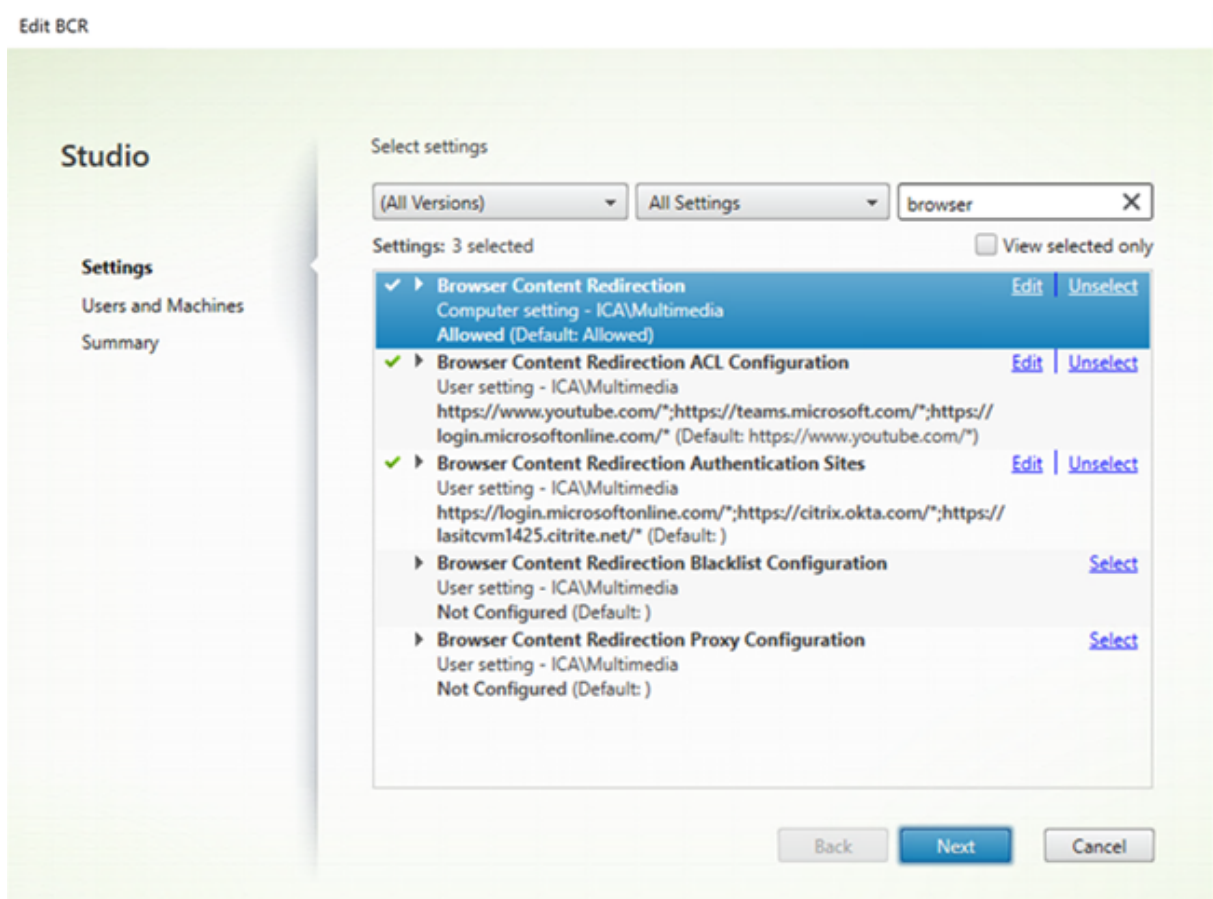 Edit BCR
Studio
Select settings
(All Versions) All Settings browser
Settings: 3 selected View selected only
Settings
Users and Machines
Summary
Browser Content Redirection Edit Unselect
Computer setting - ICA\Multimedia
Allowed (Default: Allowed)
Browser Content Redirection ACL Configuration Edit Unselect
User setting - ICA\Multimedia
https://www.youtube.com/*;https://teams.microsoft.com/*;https://
login.microsoftonline.com/* (Default: https://www.youtube.com/*)
Browser Content Redirection Authentication Sites Edit Unselect
User setting - ICA\Multimedia
https://login.microsoftonline.com/*;https://citrix.okta.com/*;https://
lasitcvm1425.citrite.net/* (Default: )
Browser Content Redirection Blacklist Configuration Select
User setting - ICA\Multimedia
Not Configured (Default: )
Browser Content Redirection Proxy Configuration Select
User setting - ICA\Multimedia
Not Configured (Default: )
Back Next Cancel